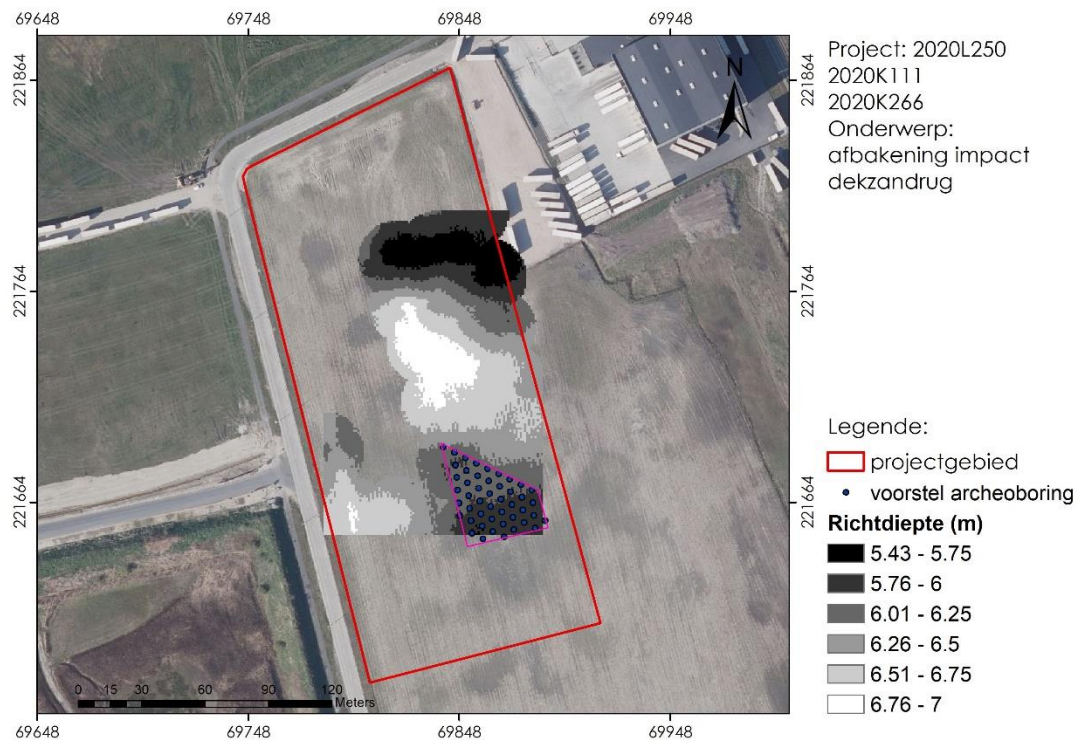 69648
69748
69848
69948
221864
221764
221664
N
0 15 30 60 90 120
Meters
69648
69748
69848
69948
221864
221764
221664
Project: 2020L250
2020K111
2020K266
Onderwerp:
afbakening impact
dekzandrug
Legende:
projectgebied
voorstel archeoboring
Richtdiepte (m)
5.43 - 5.75
5.76 - 6
6.01 - 6.25
6.26 - 6.5
6.51 - 6.75
6.76 - 7